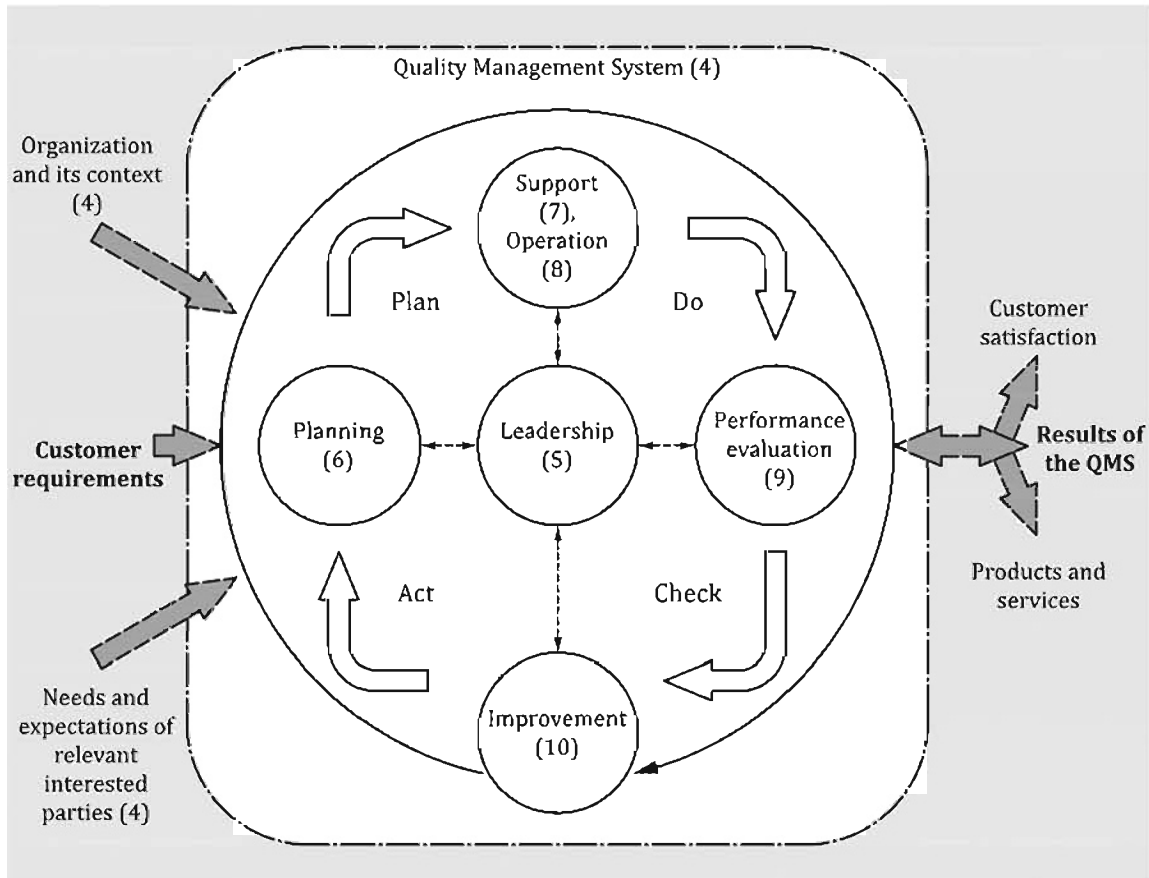 Quality Management System (4)
Organization
and its context
(4)
Support
(7),
Operation
(8)
Plan
Do
Customer
satisfaction
Planning
(6)
Leadership
(5)
Performance
evaluation
(9)
Customer
requirements
Results of
the QMS
Act
Check
Products and
services
Needs and
expectations of
relevant
interested
parties (4)
Improvement
(10)